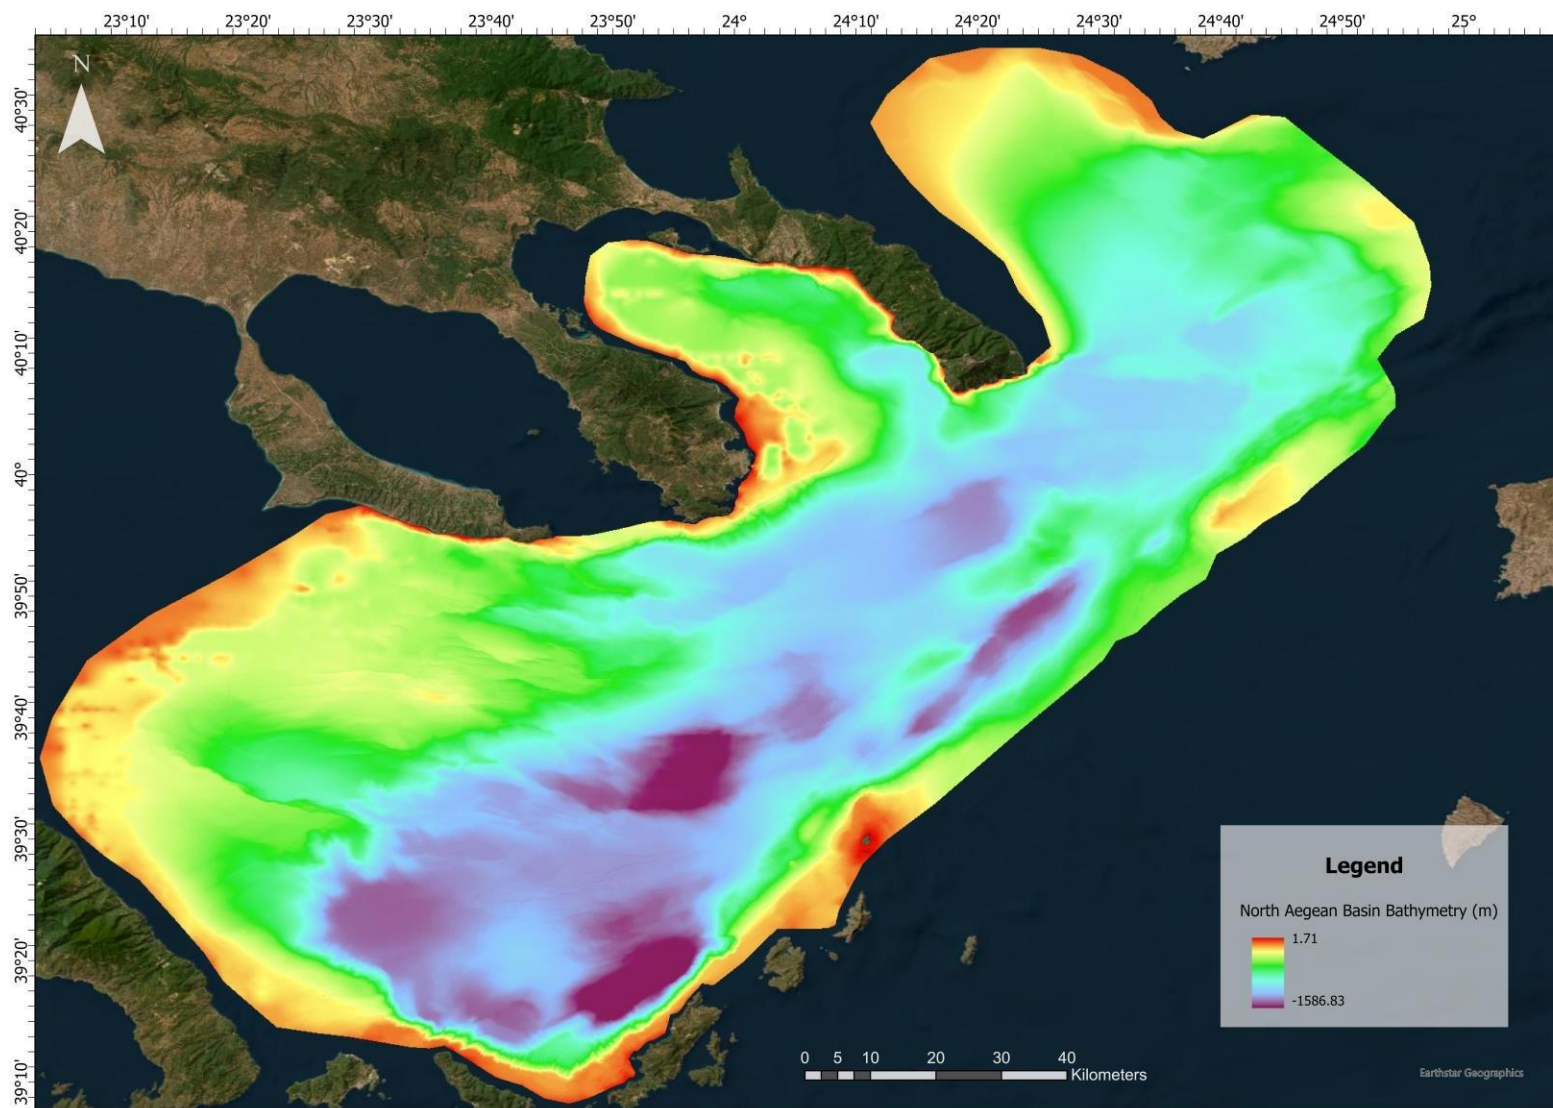 23°10' 23°20' 23°30' 23°40' 23°50' 24° 24°10' 24°20' 24°30' 24°40' 24°50' 25°
N
40°30'
40°20'
40°10'
40°
39°50'
39°40'
39°30'
39°20'
39°10'
Legend
North Aegean Basin Bathymetry (m)
1.71
-1586.83
0 5 10 20 30 40
Kilometers
Earthstar Geographics